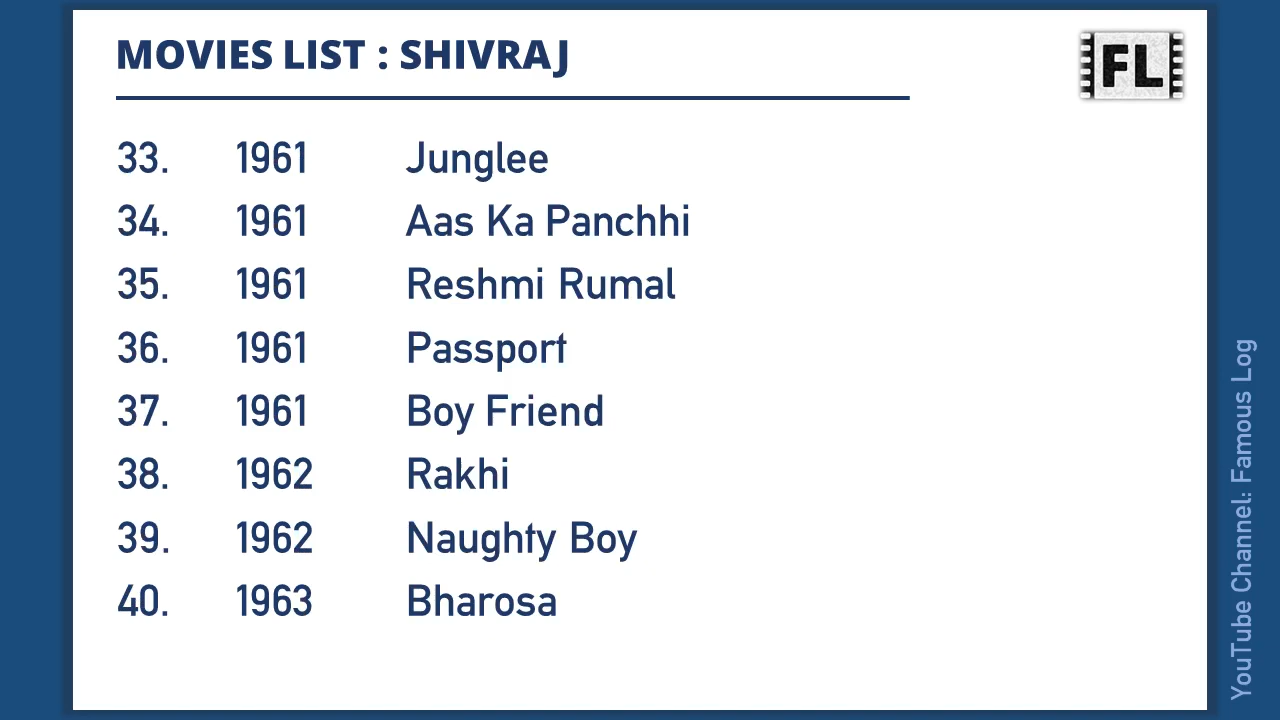 MOVIES LIST : SHIVRAJ
FL
33. 1961 Junglee
34. 1961 Aas Ka Panchhi
35. 1961 Reshmi Rumal
36. 1961 Passport
37. 1961 Boy Friend
38. 1962 Rakhi
39. 1962 Naughty Boy
40. 1963 Bharosa
YouTube Channel: Famous Log